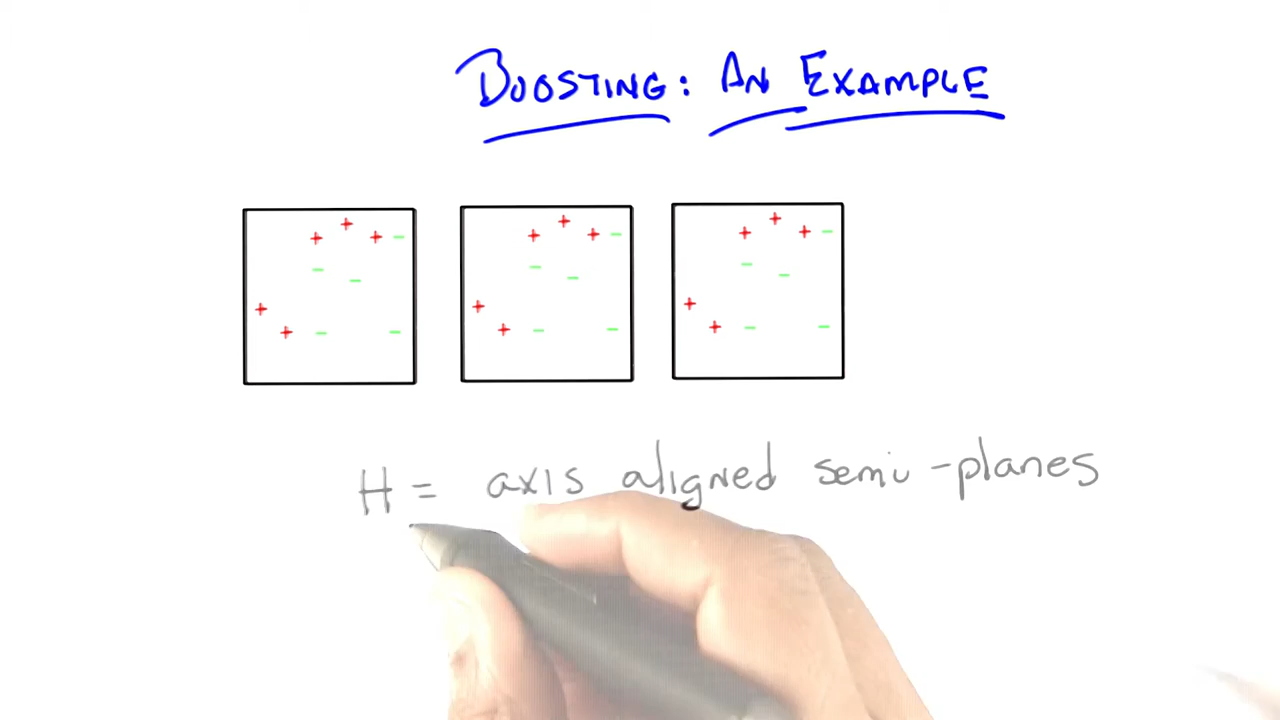 BOOSTING: AN EXAMPLE
+ + + -
- -
+
+ - -
+ + + -
- -
+
+ - -
+ + + -
- -
+
+ - -
H = axis aligned semi-planes